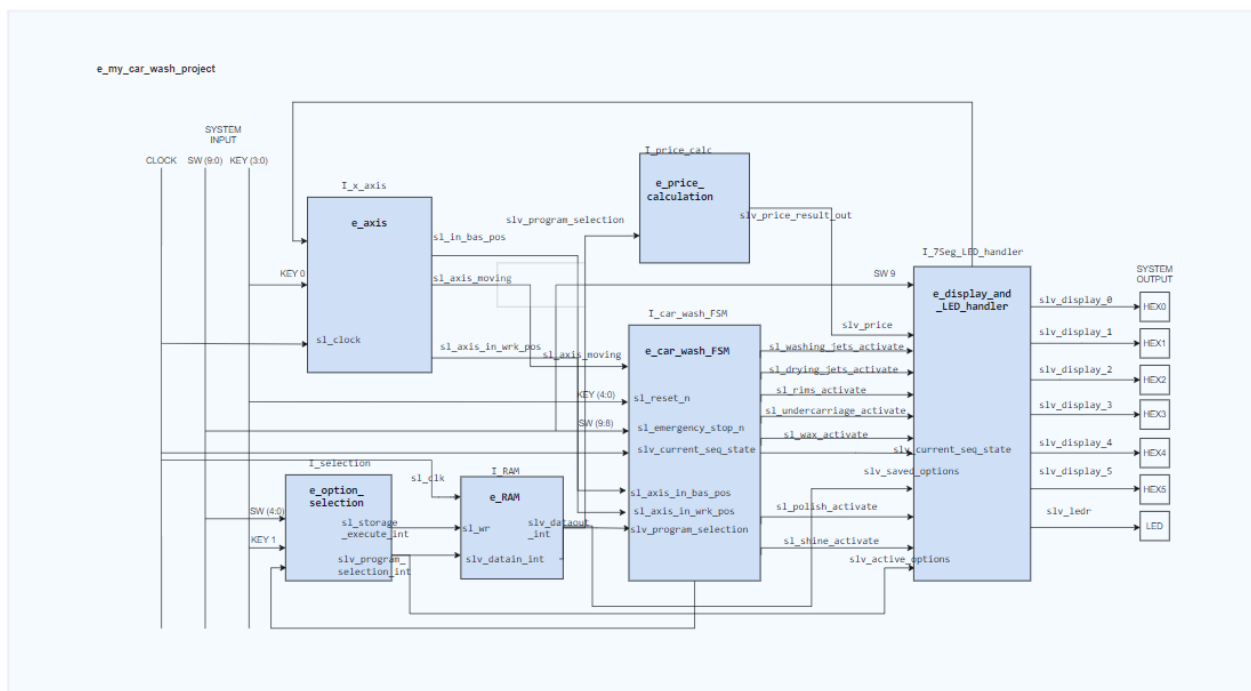 e_my_car_wash_project
SYSTEM
INPUT
CLOCK
SW (9:0)
KEY (3:0)
I_x_axis
e_axis
sl_in_bas_pos
KEY 0
sl_axis_moving
sl_clock
sl_axis_in_wrk_pos
I_price_calc
e_price_
calculation
slv_program_selection
slv_price_result_out
I_7Seg_LED_handler
SW 9
e_display_and
_LED_handler
SYSTEM
OUTPUT
slv_display_0
HEX0
slv_display_1
HEX1
slv_display_2
HEX2
slv_display_3
HEX3
slv_display_4
HEX4
slv_display_5
HEX5
slv_ledr
LED
I_car_wash_FSM
slv_price
sl_axis_moving
e_car_wash_FSM
sl_washing_jets_activate
sl_drying_jets_activate
KEY (4:0)
sl_reset_n
sl_rims_activate
sl_undercarriage_activate
SW (9:8)
sl_emergency_stop_n
sl_wax_activate
slv_current_seq_state
slv_current_seq_state
slv_saved_options
sl_axis_in_bas_pos
sl_axis_in_wrk_pos
sl_polish_activate
slv_program_selection
sl_shine_activate
slv_active_options
I_selection
e_option_
selection
SW (4:0)
sl_storage
_execute_int
KEY 1
slv_program_
selection_int
sl_clk
I_RAM
e_RAM
sl_wr
slv_dataout
_int
slv_datain_int